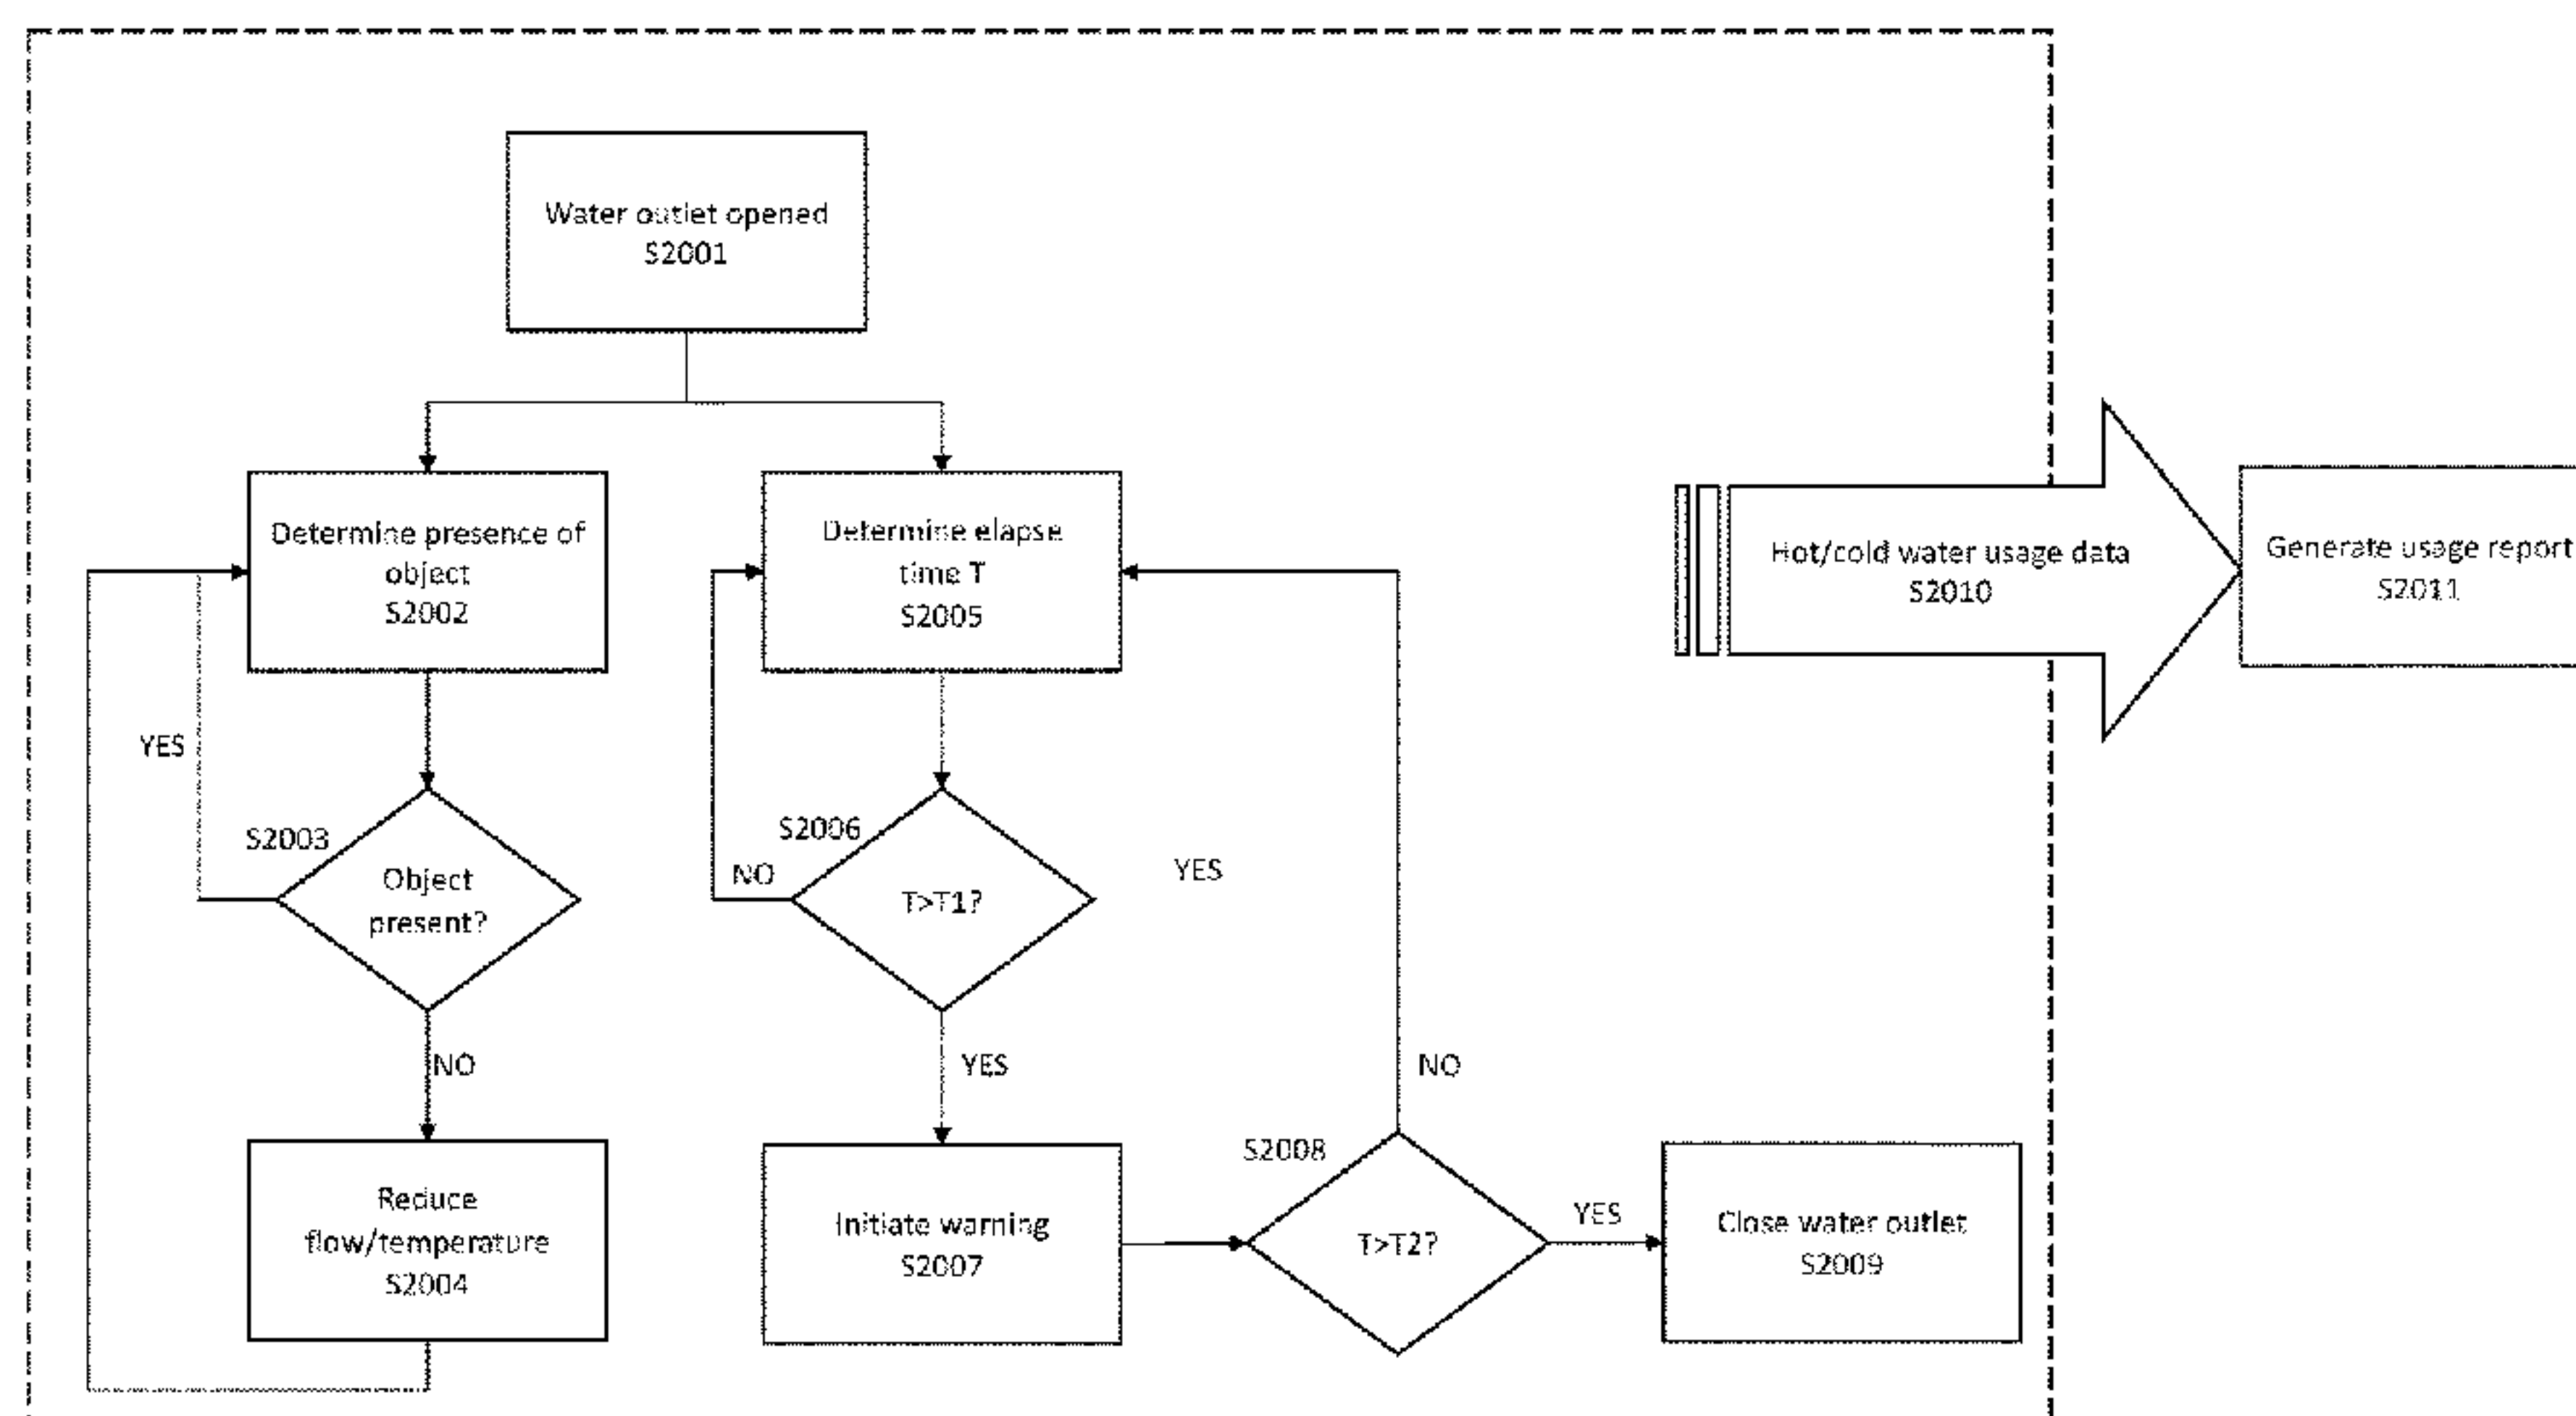 Water outlet opened
S2001
Determine presence of
object
S2002
Determine elapse
time T
S2005
Hot/cold water usage data
S2010
Generate usage report
S2011
YES
S2003
Object
present?
S2006
NO
T>T1?
YES
NO
YES
NO
Reduce
flow/temperature
S2004
Initiate warning
S2007
S2008
T>T2?
YES
Close water outlet
S2009